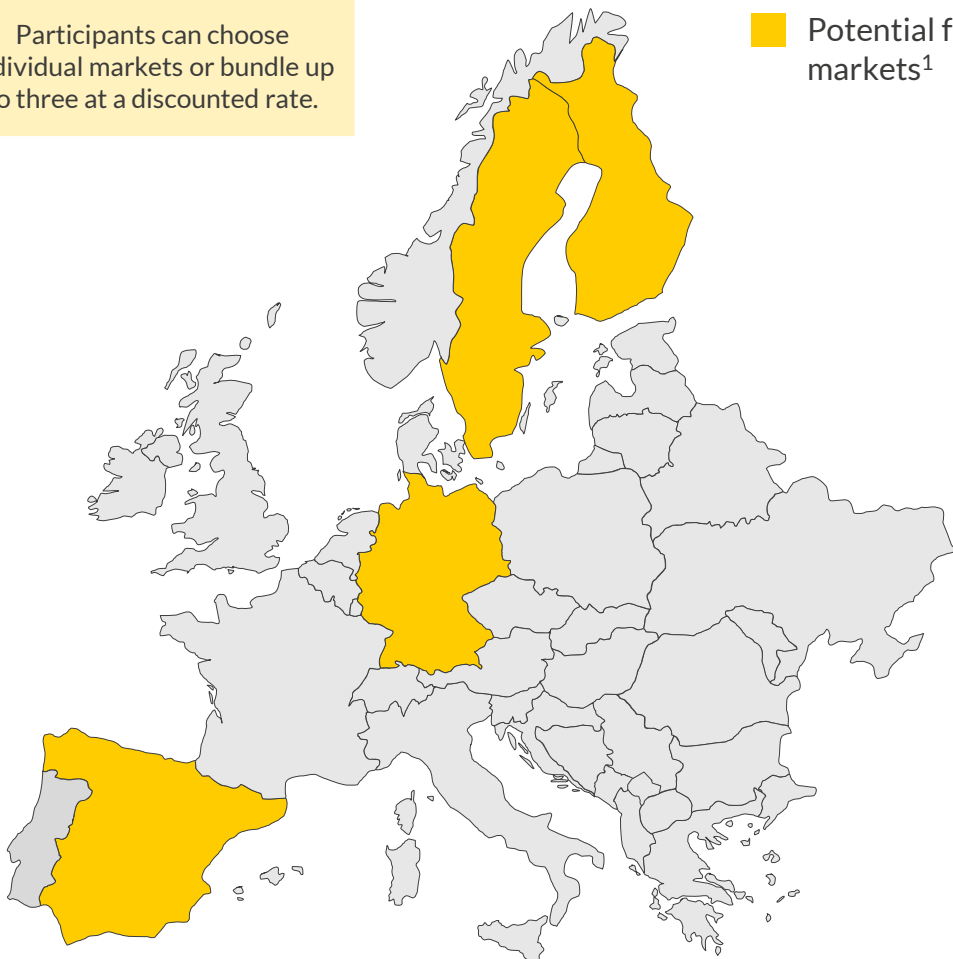 Participants can choose
dividual markets or bundle up
o three at a discounted rate.
Potential f
markets¹